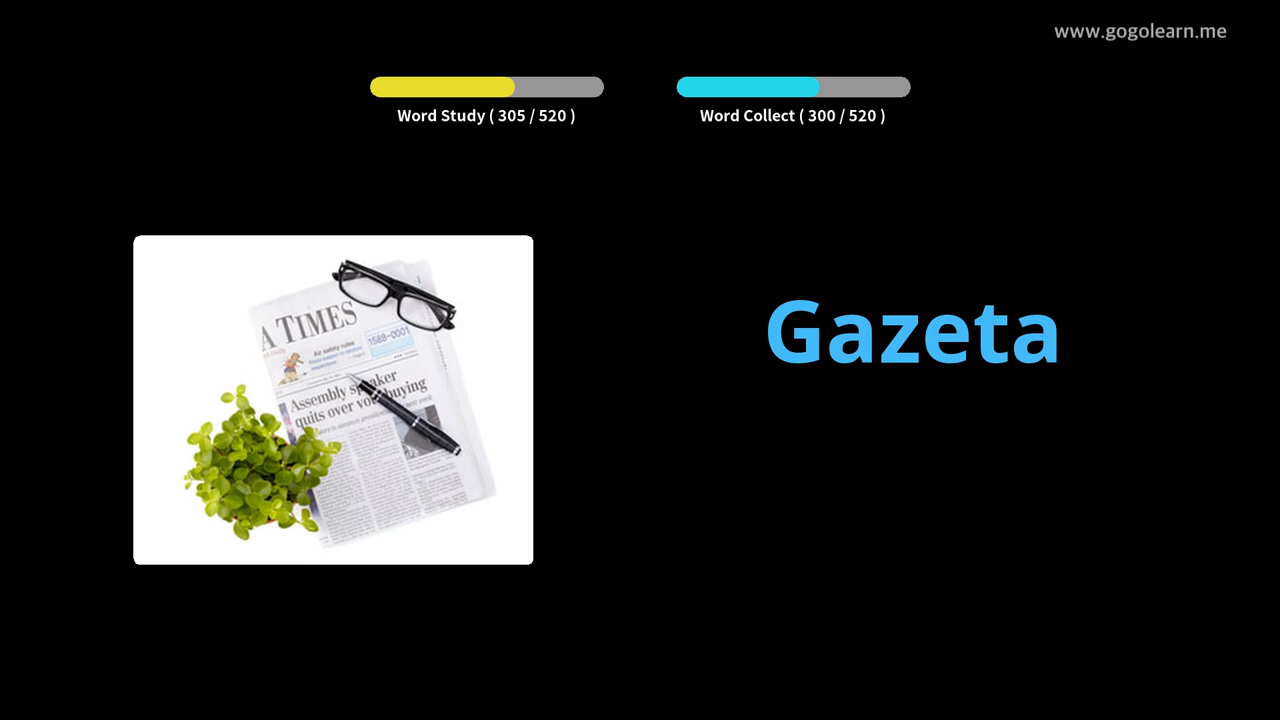 www.gogolearn.me
Word Study ( 305 / 520 )
Word Collect ( 300 / 520 )
Gazeta
A TIMES
Air safety rules
1588-0001
Assembly speaker
quits over vote buying